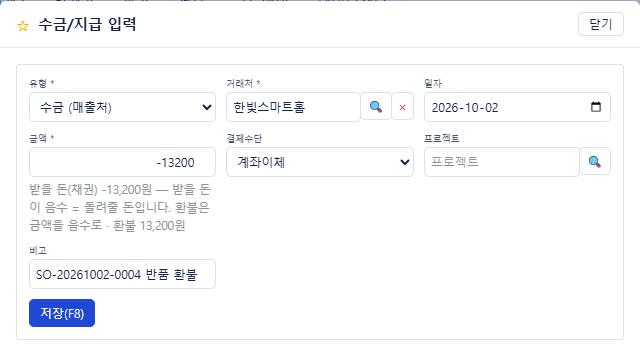 수금/지급 입력
닫기
유형 *
거래처 *
일자
수금 (매출처)
한빛스마트홈
×
2026-10-02
금액 *
결제수단
프로젝트
-13200
계좌이체
프로젝트
받을 돈(채권) -13,200원 — 받을 돈
이 음수 = 돌려줄 돈입니다. 환불은
금액을 음수로 · 환불 13,200원
비고
SO-20261002-0004 반품 환불
저장(F8)